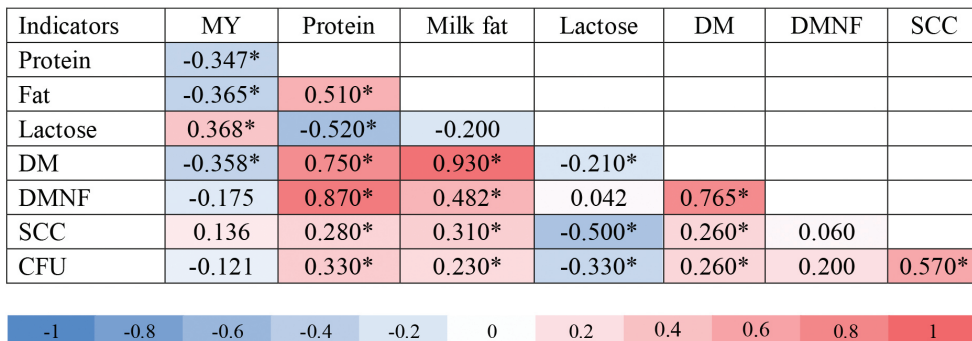 Indicators MY Protein Milk fat Lactose DM DMNF SCC
Protein -0.347*
Fat -0.365* 0.510*
Lactose 0.368* -0.520* -0.200
DM -0.358* 0.750* 0.930* -0.210*
DMNF -0.175 0.870* 0.482* 0.042 0.765*
SCC 0.136 0.280* 0.310* -0.500* 0.260* 0.060
CFU -0.121 0.330* 0.230* -0.330* 0.260* 0.200 0.570*
-1 -0.8 -0.6 -0.4 -0.2 0 0.2 0.4 0.6 0.8 1